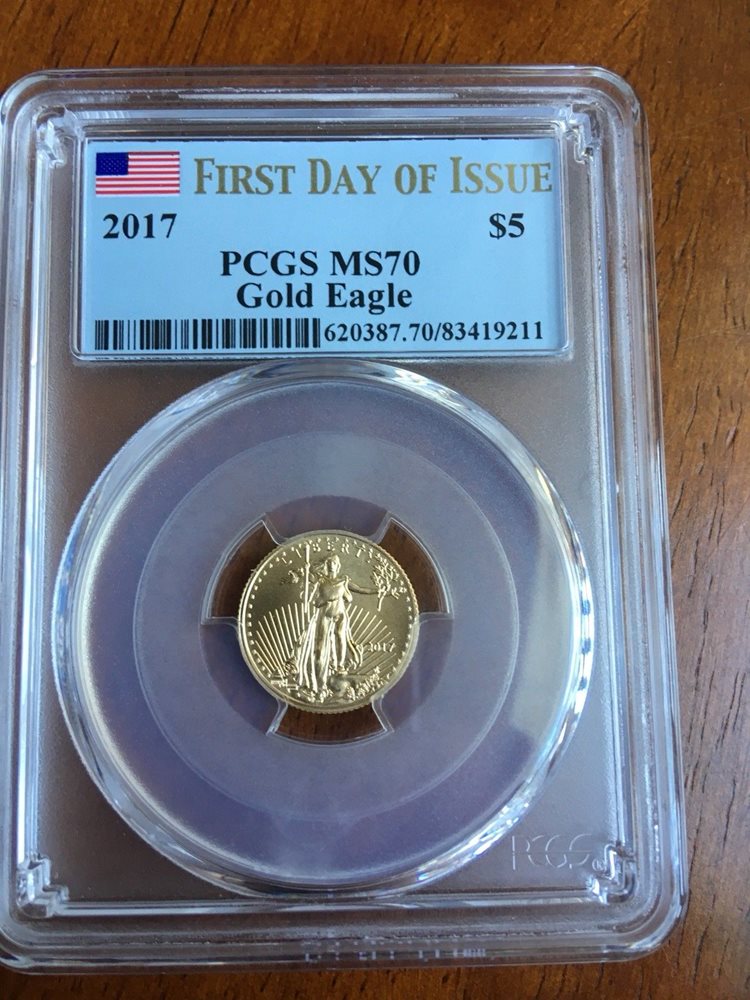 FIRST DAY OF ISSUE
2017 $5
PCGS MS70
Gold Eagle
620387.70/83419211
LIBERTY
2017
PCGS